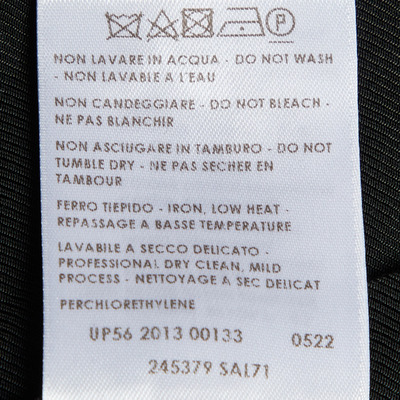 P
NON LAVARE IN ACQUA - DO NOT WASH
- NON LAVABLE A L'EAU
NON CANDEGGIARE - DO NOT BLEACH -
NE PAS BLANCHIR
NON ASCIUGARE IN TAMBURO - DO NOT
TUMBLE DRY - NE PAS SECHER EN
TAMBOUR
FERRO TIEPIDO - IRON, LOW HEAT -
REPASSAGE A BASSE TEMPERATURE
LAVABILE A SECCO DELICATO -
PROFESSIONAL DRY CLEAN, MILD
PROCESS - NETTOYAGE A SEC DELICAT
PERCHLORETHYLENE
UP56 2013 00133 0522
245379 SAL71